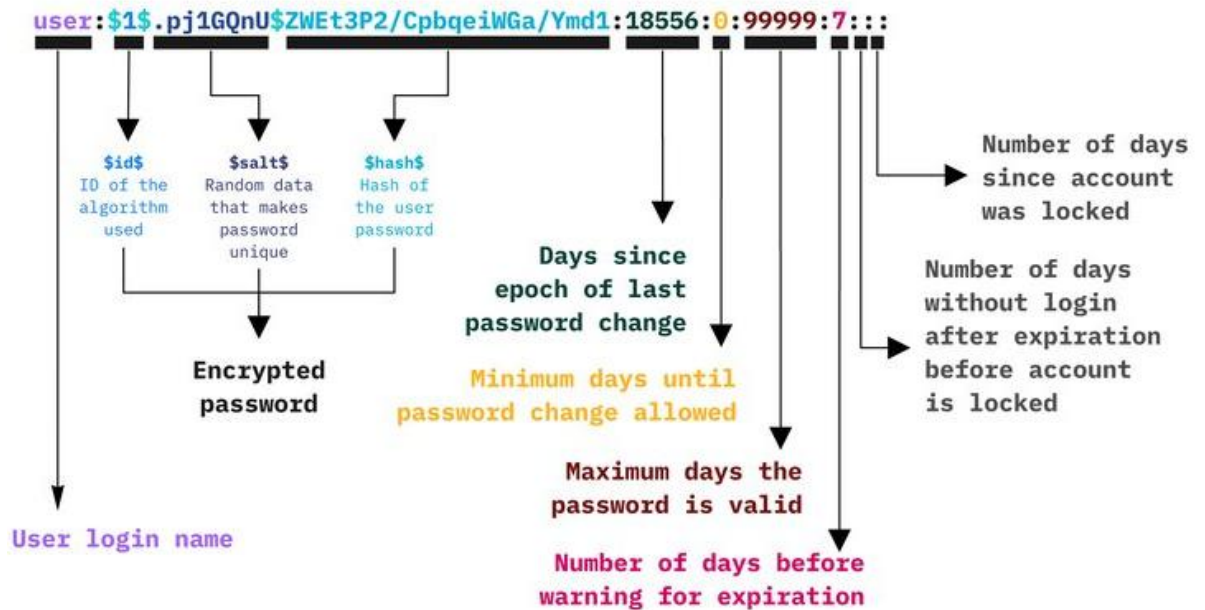 user:$1$.pj1GQnU$ZWEt3P2/CpbqeiWGa/Ymd1:18556:0:99999:7:::
$id$
ID of the
algorithm
used
$salt$
Random data
that makes
password
unique
$hash$
Hash of
the user
password
Encrypted
password
User login name
Days since
epoch of last
password change
Minimum days until
password change allowed
Maximum days the
password is valid
Number of days before
warning for expiration
Number of days
since account
was locked
Number of days
without login
after expiration
before account
is locked